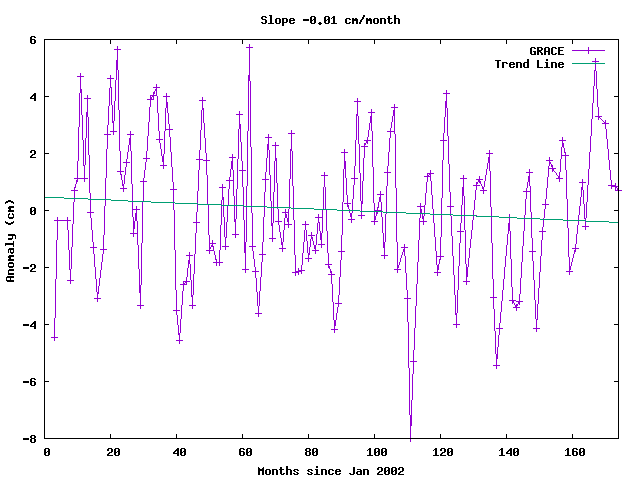 Slope -0.01 cm/month
GRACE
Trend Line
6
4
2
0
-2
-4
-6
-8
Anomaly (cm)
0 20 40 60 80 100 120 140 160
Months since Jan 2002